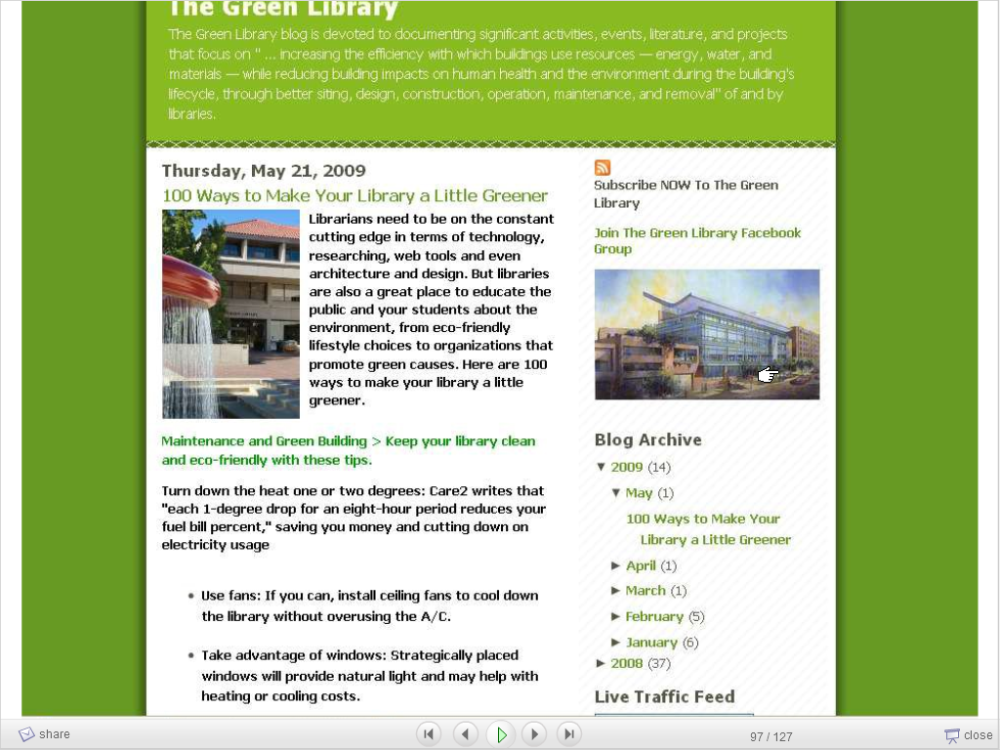 The Green Library
The Green Library blog is devoted to documenting significant activities, events, literature, and projects
that focus on " ... increasing the efficiency with which buildings use resources — energy, water, and
materials — while reducing building impacts on human health and the environment during the building's
lifecycle, through better siting, design, construction, operation, maintenance, and removal" of and by
libraries.
Thursday, May 21, 2009
100 Ways to Make Your Library a Little Greener
Librarians need to be on the constant
cutting edge in terms of technology,
researching, web tools and even
architecture and design. But libraries
are also a great place to educate the
public and your students about the
environment, from eco-friendly
lifestyle choices to organizations that
promote green causes. Here are 100
ways to make your library a little
greener.
Maintenance and Green Building > Keep your library clean
and eco-friendly with these tips.
Turn down the heat one or two degrees: Care2 writes that
"each 1-degree drop for an eight-hour period reduces your
fuel bill percent," saving you money and cutting down on
electricity usage
• Use fans: If you can, install ceiling fans to cool down
the library without overusing the A/C.
• Take advantage of windows: Strategically placed
windows will provide natural light and may help with
heating or cooling costs.
Subscribe NOW To The Green
Library
Join The Green Library Facebook
Group
Blog Archive
▼ 2009 (14)
▼ May (1)
100 Ways to Make Your
Library a Little Greener
► April (1)
► March (1)
► February (5)
► January (6)
► 2008 (37)
Live Traffic Feed
share
97 / 127
close